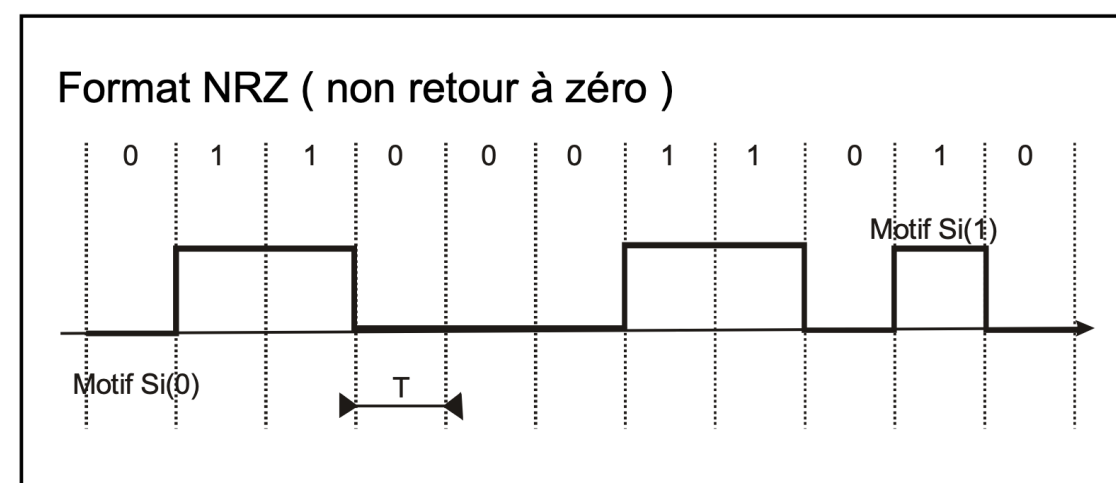 Format NRZ ( non retour à zéro )
0 1 1 0 0 0 1 1 0 1 0
Motif Si(1)
Motif Si(0)
T